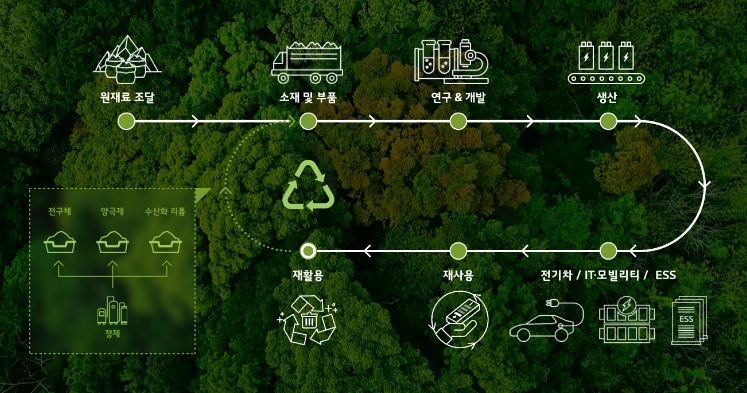 원재료 조달
소재 및 부품
연구 & 개발
생산
전구체
양극재
수산화 리튬
정제
재활용
재사용
전기차 / IT·모빌리티 / ESS
ESS